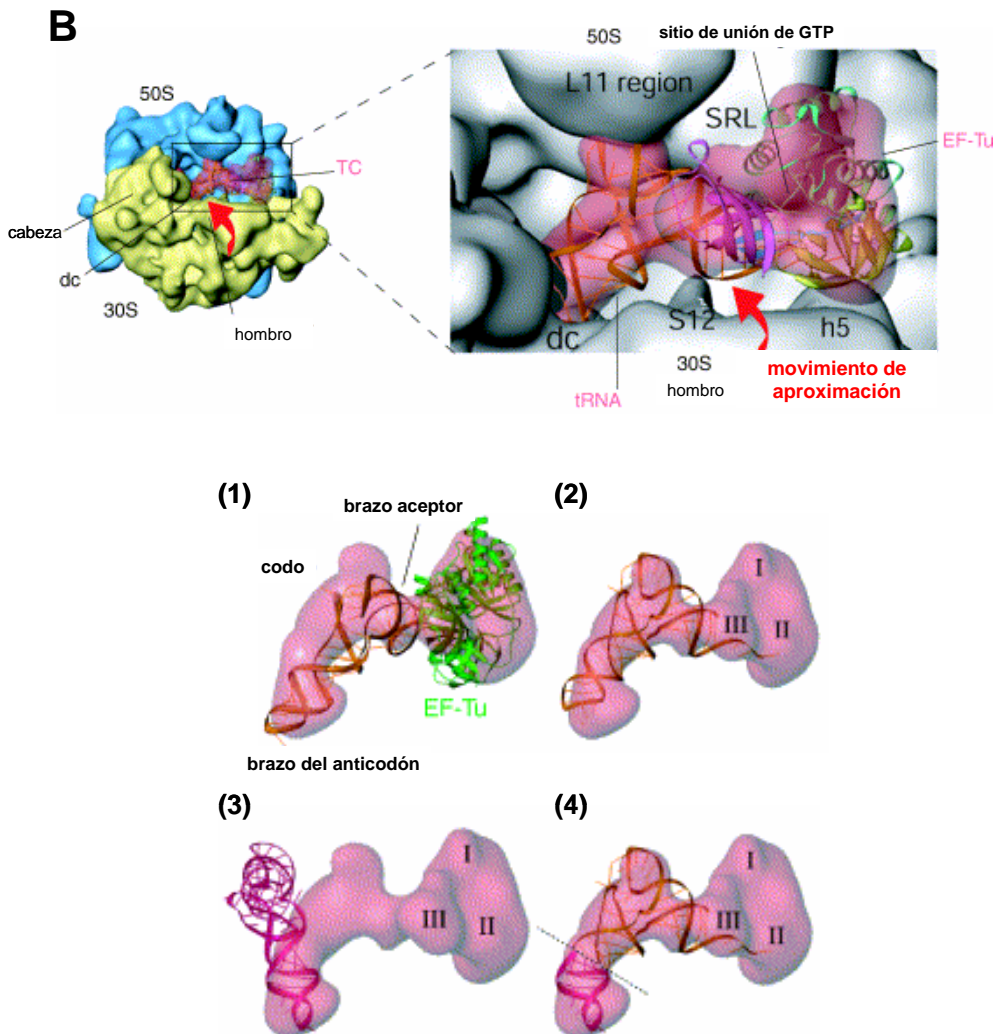 B
50S
TC
cabeza
dc
30S
hombro
50S
sitio de unión de GTP
L11 region
SRL
EF-Tu
dc
S12
h5
tRNA
30S
hombro
movimiento de
aproximación
(1)
brazo aceptor
codo
EF-Tu
brazo del anticodón
(2)
I
III
II
(3)
I
III
II
(4)
I
III
II